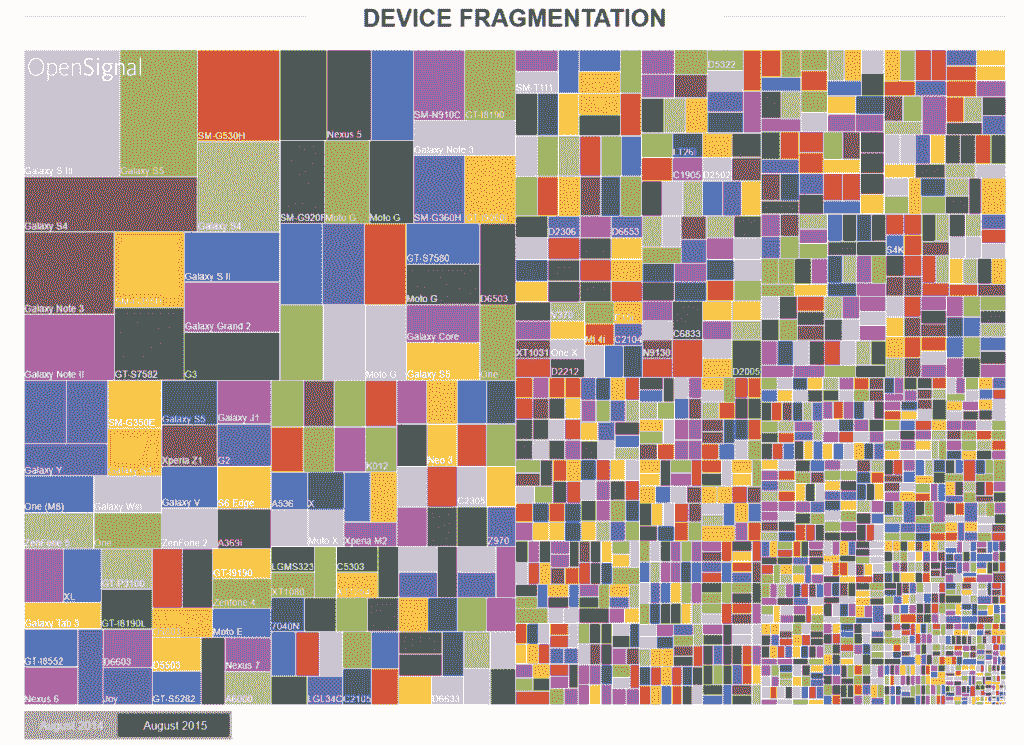 DEVICE FRAGMENTATION
OpenSignal
Galaxy S III
Galaxy S5
SM-G530H
Nexus 5
SM-N910C
GT-I8190
Galaxy Note 3
SM-T111
D5322
LT26i
C1905
D2502
Galaxy S4
Galaxy S4
SM-G920F
Moto G
Moto G
SM-G360H
D2306
D6653
S4K
Galaxy Note 3
Galaxy S II
GT-S7580
Moto G
D6503
Galaxy Grand 2
Galaxy Core
Mi 4i
C2104
C6833
XT1031
One X
N9130
Galaxy Note II
GT-S7582
G3
Moto G
Galaxy S5
D2212
D2005
SM-G350E
Galaxy S5
Galaxy J1
Galaxy Y
Xperia Z1
G2
K012
Neo 3
One (M8)
Galaxy Win
Galaxy V
S6 Edge
A536
X
C2305
ZenFone 5
One
ZenFone 2
A369i
Moto X
Xperia M2
Z970
XL
GT-P3100
GT-I9150
LGMS323
C5303
Zenfone 4
XT1080
Galaxy Tab 3
GT-I8190L
Moto E
7040N
GT-I8552
D6603
D5503
Nexus 7
Nexus 6
Joy
GT-S5282
A6000
LGL34C
C2105
D6633
August 2014
August 2015